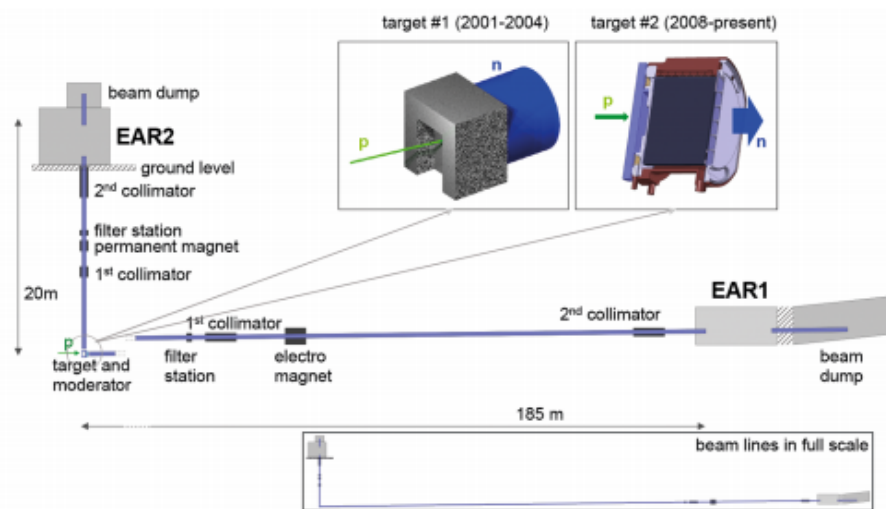 target #1 (2001-2004)
target #2 (2008-present)
n
p
p
n
beam dump
EAR2
ground level
2nd collimator
filter station
permanent magnet
1st collimator
20m
p
target and
moderator
1st collimator
filter
station
electro
magnet
2nd collimator
EAR1
beam
dump
185 m
beam lines in full scale